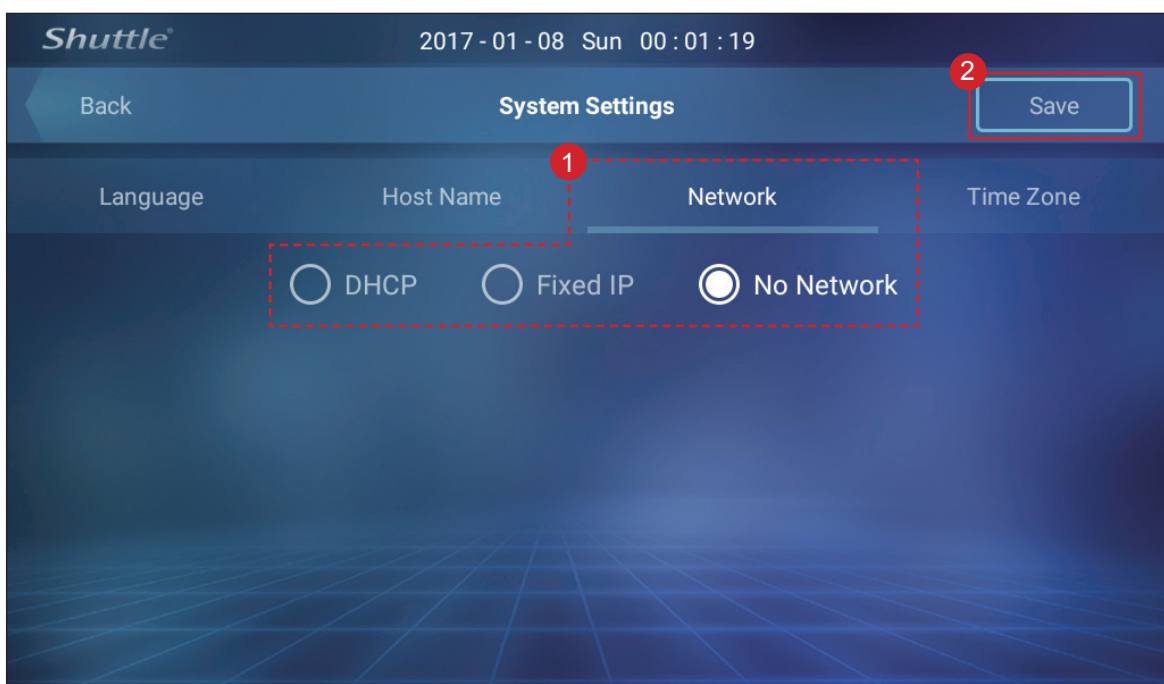 Shuttle® 2017 - 01 - 08 Sun 00 : 01 : 19
2
Back System Settings Save
1
Language Host Name Network Time Zone
DHCP Fixed IP No Network